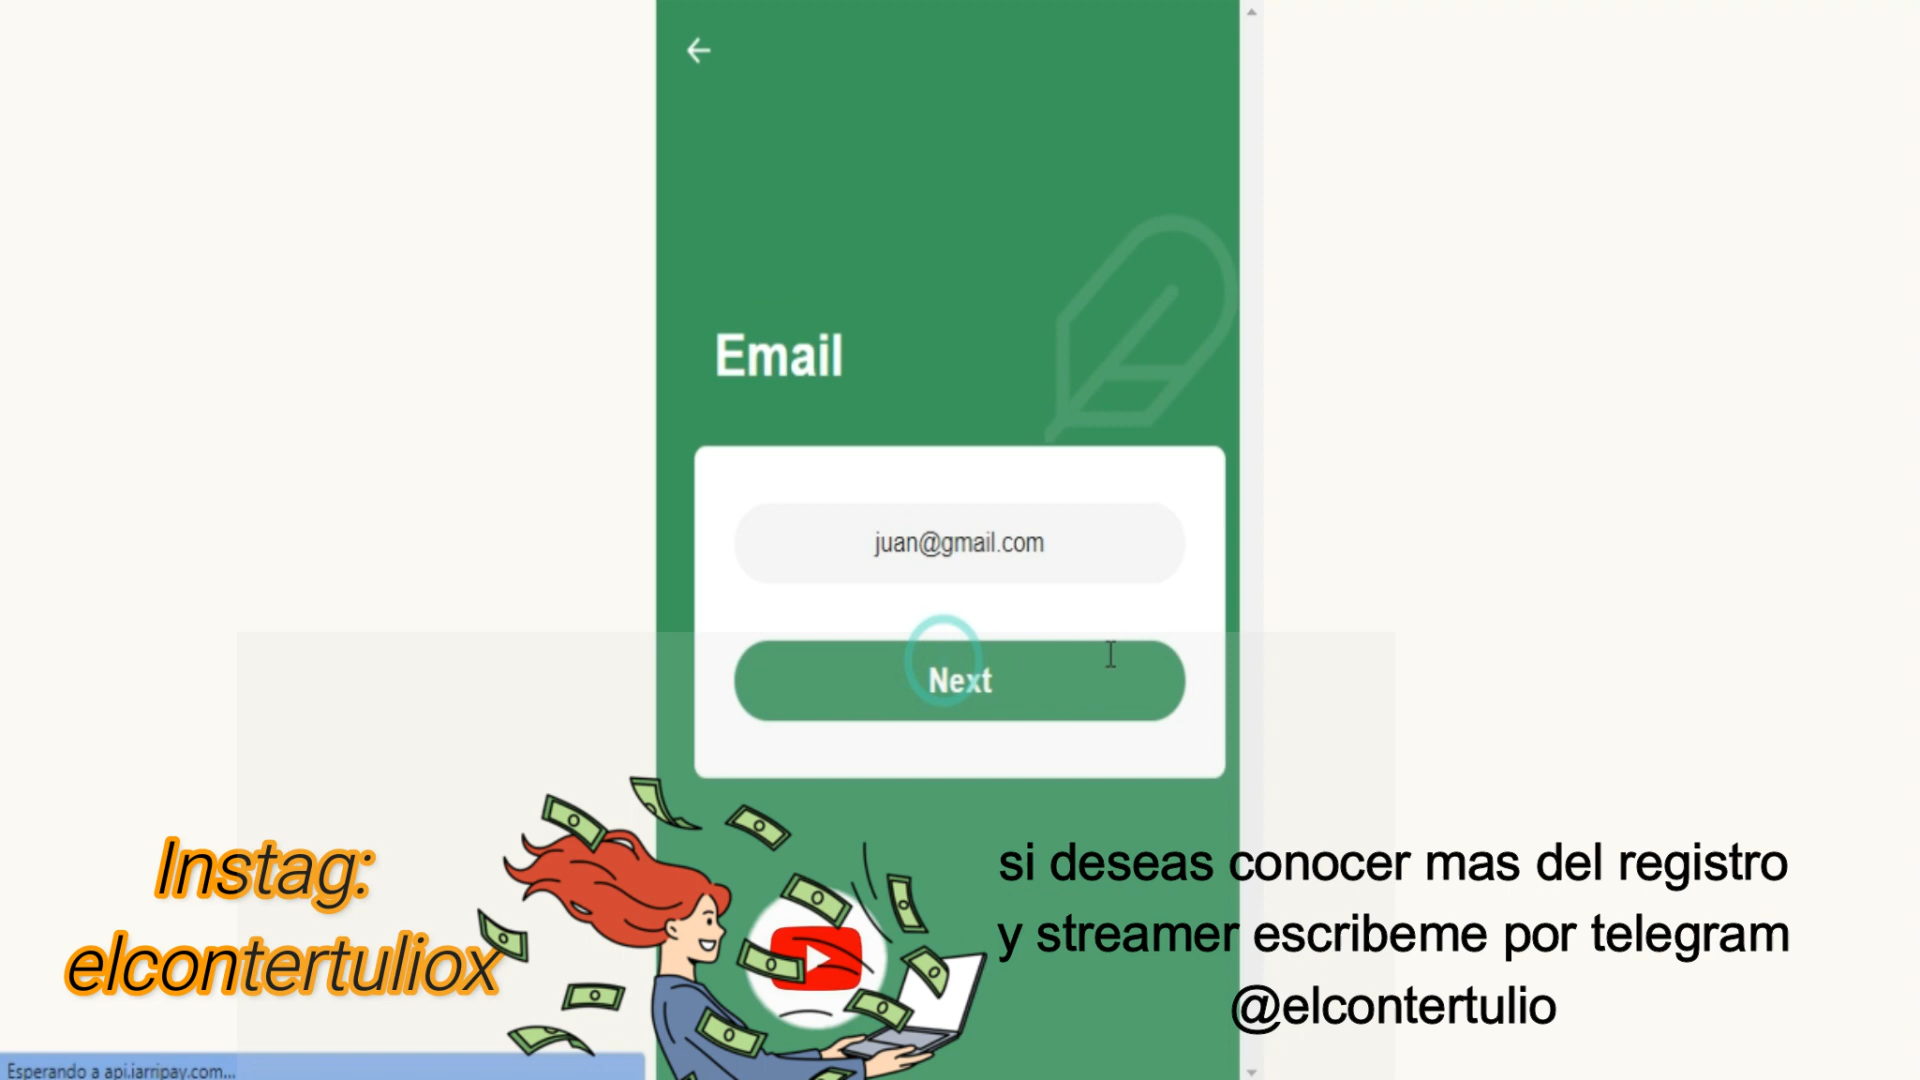 Email
juan@gmail.com
Next
Instag:
elcontertuliox
si deseas conocer mas del registro
y streamer escribeme por telegram
@elcontertulio
Esperando a api.iarripay.com...